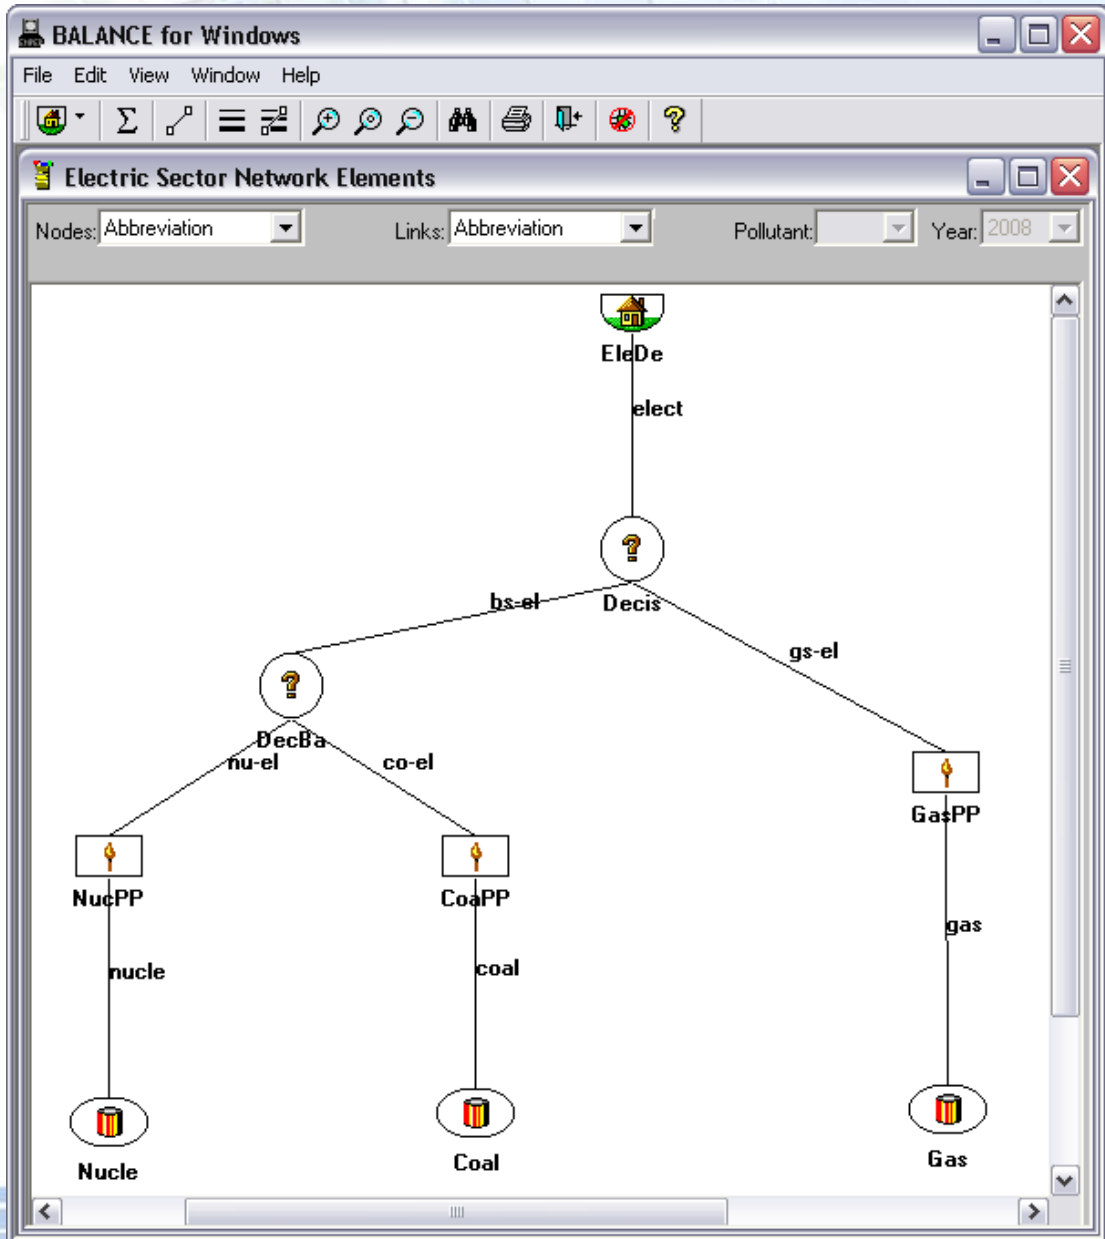 BALANCE for Windows
File Edit View Window Help
Electric Sector Network Elements
Nodes: Abbreviation Links: Abbreviation Pollutant: Year: 2008
EleDe
elect
Decis
bs-el
gs-el
DecBa
nu-el co-el
GasPP
NucPP CoaPP
gas
nucle coal
Nucle Coal Gas